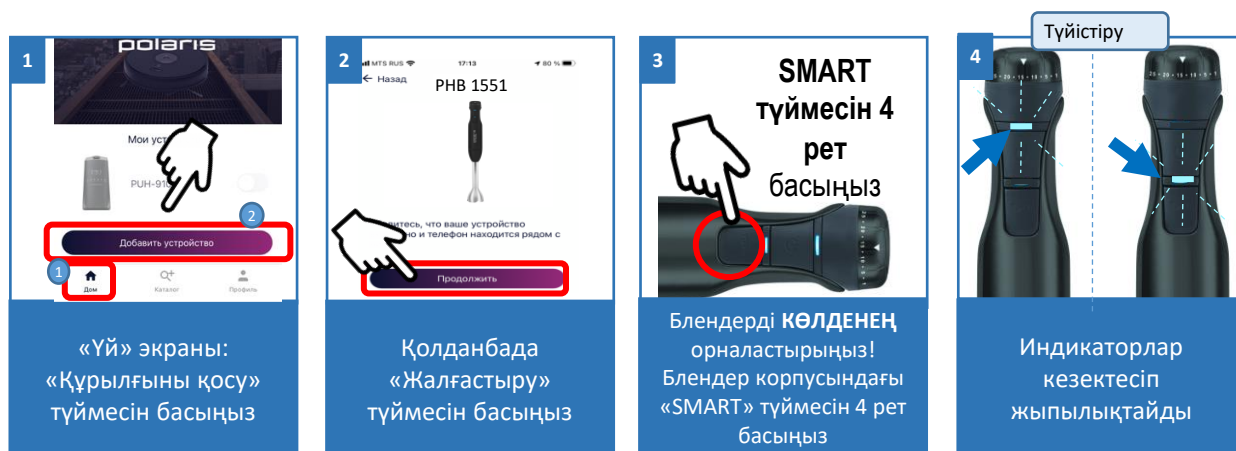 1
polaris
Мои уст
PUH-910
2
Добавить устройство
1
Дом
Каталог
Профиль
«Үй» экраны:
«Құрылғыны қосу»
түймесін басыңыз
2
MTS RUS
17:13
80 %
Назад
PHB 1551
витесь, что ваше устройство
но и телефон находится рядом с
Продолжить
Қолданбада
«Жалғастыру»
түймесін басыңыз
3
SMART
түймесін 4
рет
басыңыз
Блендерді КӨЛДЕНЕҢ
орналастырыңыз!
Блендер корпусындағы
«SMART» түймесін 4 рет
басыңыз
Түйістіру
4
Индикаторлар
кезектесіп
жыпылықтайды